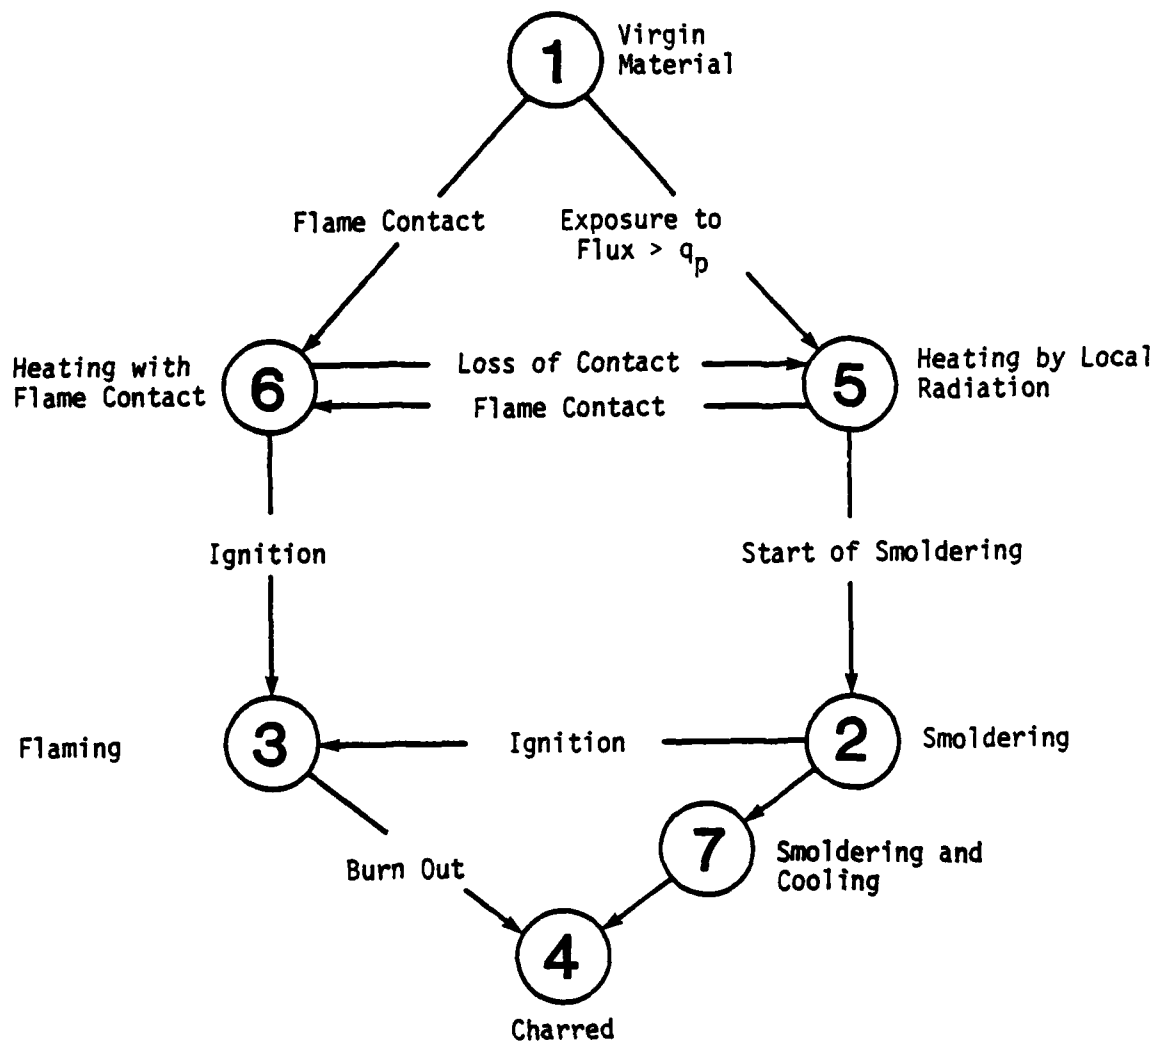 1
Virgin
Material
Flame Contact
Exposure to
Flux > qp
Heating with
Flame Contact
6
Loss of Contact
Flame Contact
5
Heating by Local
Radiation
Ignition
Start of Smoldering
Flaming
3
Ignition
2
Smoldering
7
Smoldering and
Cooling
Burn Out
4
Charred